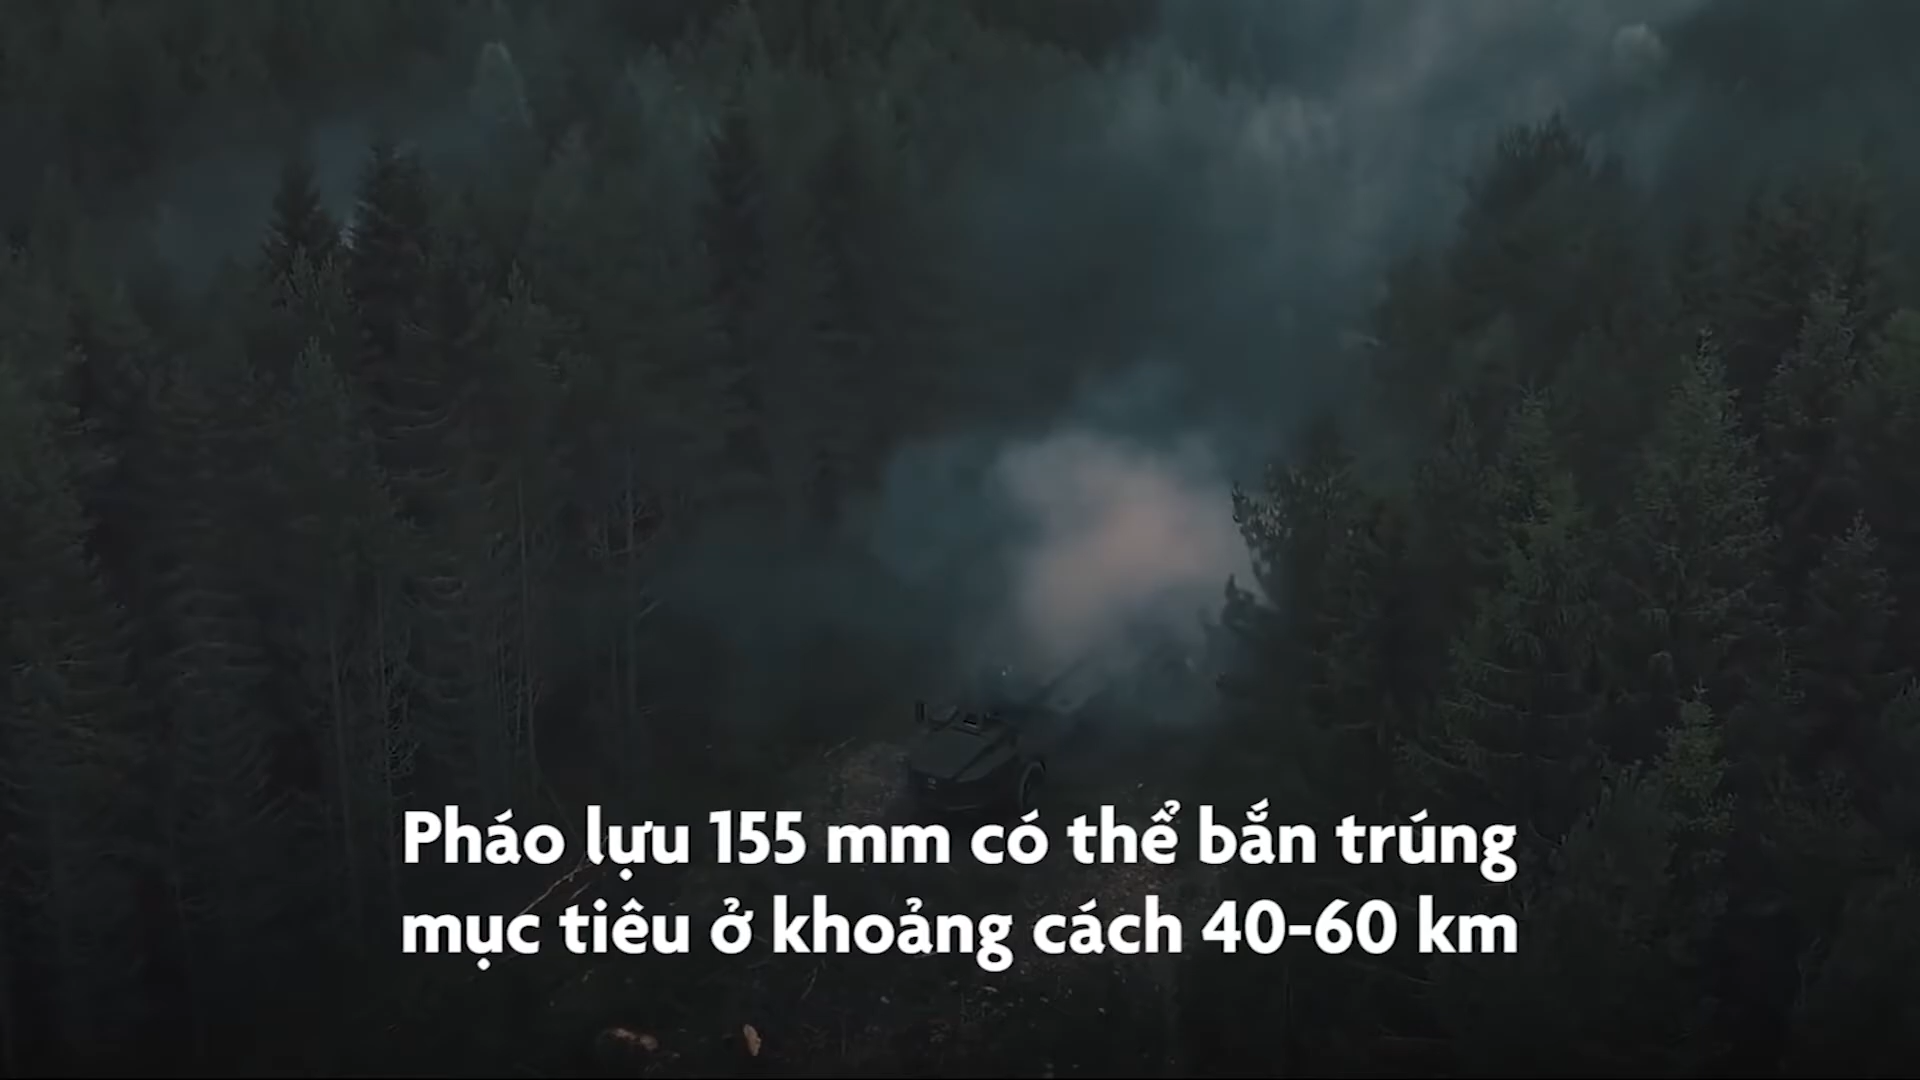 Pháo lựu 155 mm có thể bắn trúng
mục tiêu ở khoảng cách 40-60 km